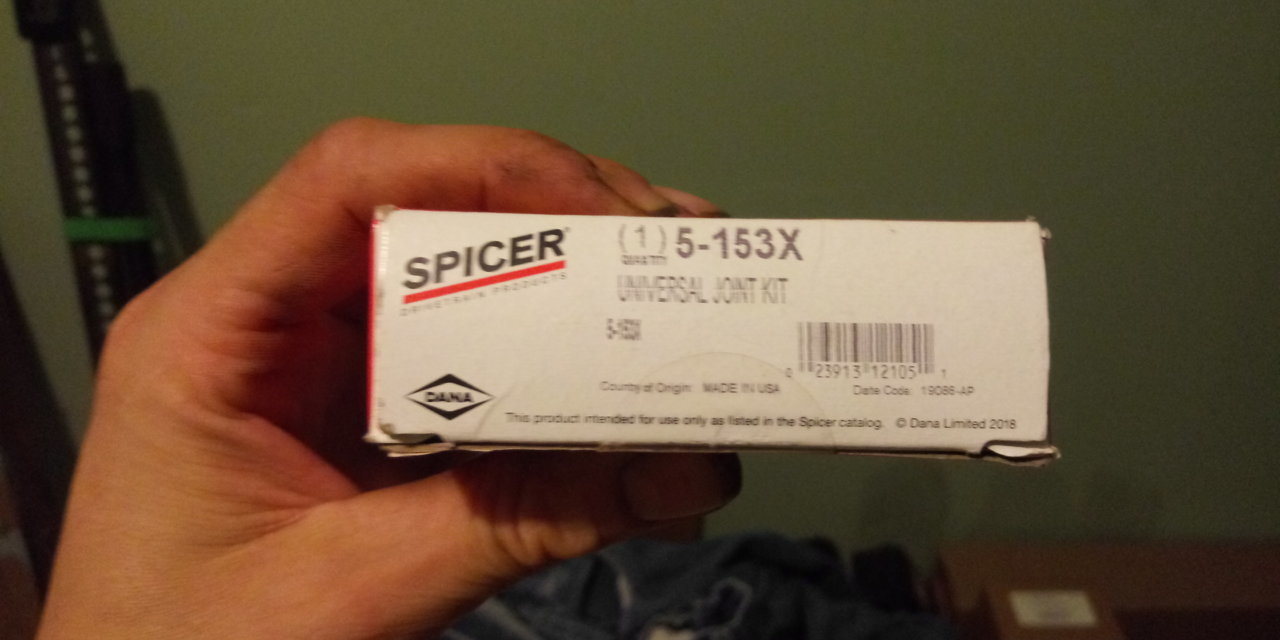 SPICER®
DRIVETRAIN PRODUCTS
(1) 5-153X
QUANTITY
UNIVERSAL JOINT KIT
5-153X
0 23913 12105 1
Country of Origin: MADE IN USA
Date Code: 19086-AP
DANA
This product intended for use only as listed in the Spicer catalog. © Dana Limited 2018